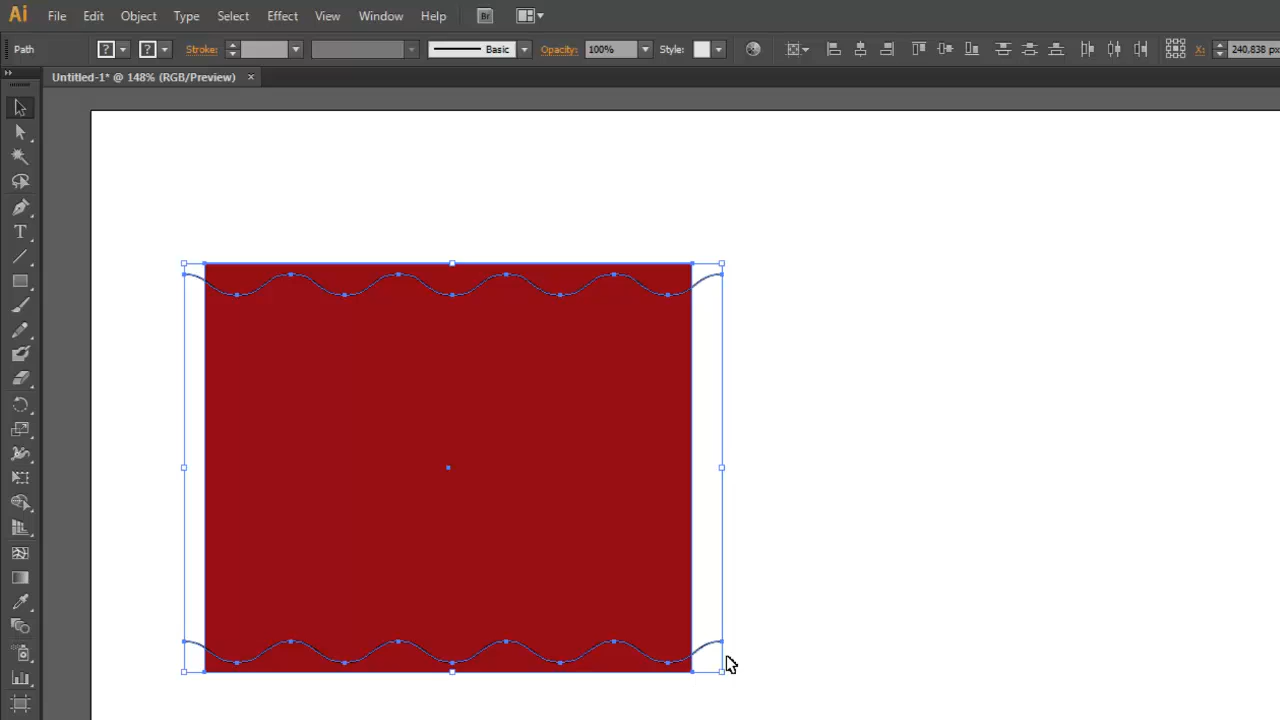 Ai File Edit Object Type Select Effect View Window Help Br
Path ? ? Stroke: Basic Opacity: 100% Style: X: 240,838 px
Untitled-1* @ 148% (RGB/Preview) ×
T